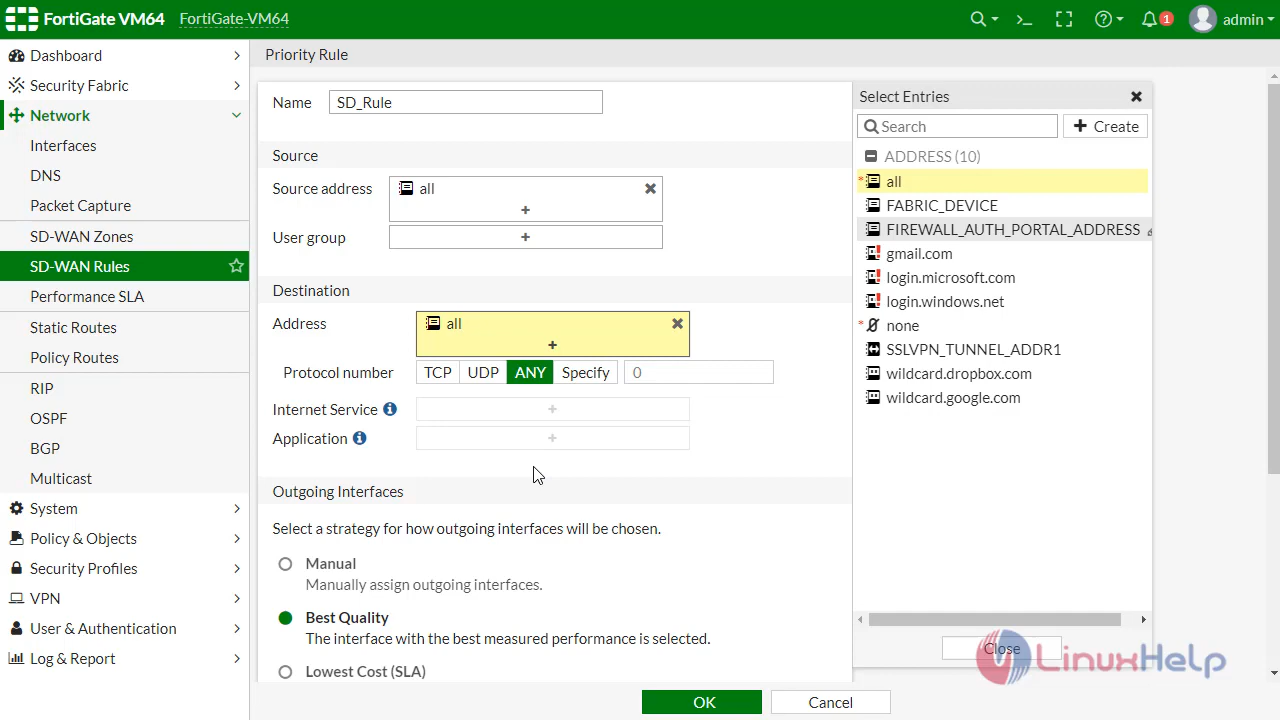 FortiGate VM64 FortiGate-VM64
1 admin
Dashboard
Security Fabric
Network
Interfaces
DNS
Packet Capture
SD-WAN Zones
SD-WAN Rules
Performance SLA
Static Routes
Policy Routes
RIP
OSPF
BGP
Multicast
System
Policy & Objects
Security Profiles
VPN
User & Authentication
Log & Report
Priority Rule
Name SD_Rule
Source
Source address all
+
User group +
Destination
Address all
+
Protocol number TCP UDP ANY Specify 0
Internet Service +
Application +
Outgoing Interfaces
Select a strategy for how outgoing interfaces will be chosen.
Manual
Manually assign outgoing interfaces.
Best Quality
The interface with the best measured performance is selected.
Lowest Cost (SLA)
OK Cancel
Select Entries
Search + Create
ADDRESS (10)
* all
FABRIC_DEVICE
FIREWALL_AUTH_PORTAL_ADDRESS
gmail.com
login.microsoft.com
login.windows.net
* none
SSLVPN_TUNNEL_ADDR1
wildcard.dropbox.com
wildcard.google.com
Close
LinuxHelp